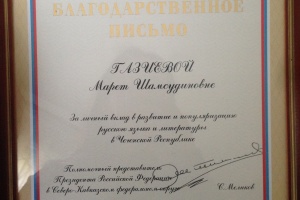 БЛАГОДАРСТВЕННОЕ
ПИСЬМО
ГАЗИЕВОЙ
Марет Шамсудиновне
За личный вклад в развитие и популяризацию
русского языка и литературы
в Чеченской Республике
Полномочный представитель
Президента Российской Федерации
в Северо-Кавказском федеральном округе
С.Меликов